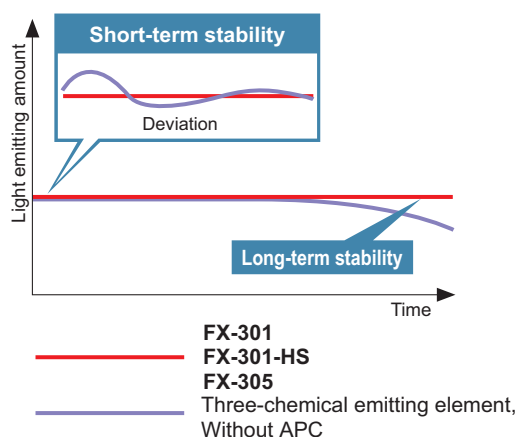 Short-term stability
Deviation
Light emitting amount
Long-term stability
Time
FX-301
FX-301-HS
FX-305
Three-chemical emitting element,
Without APC